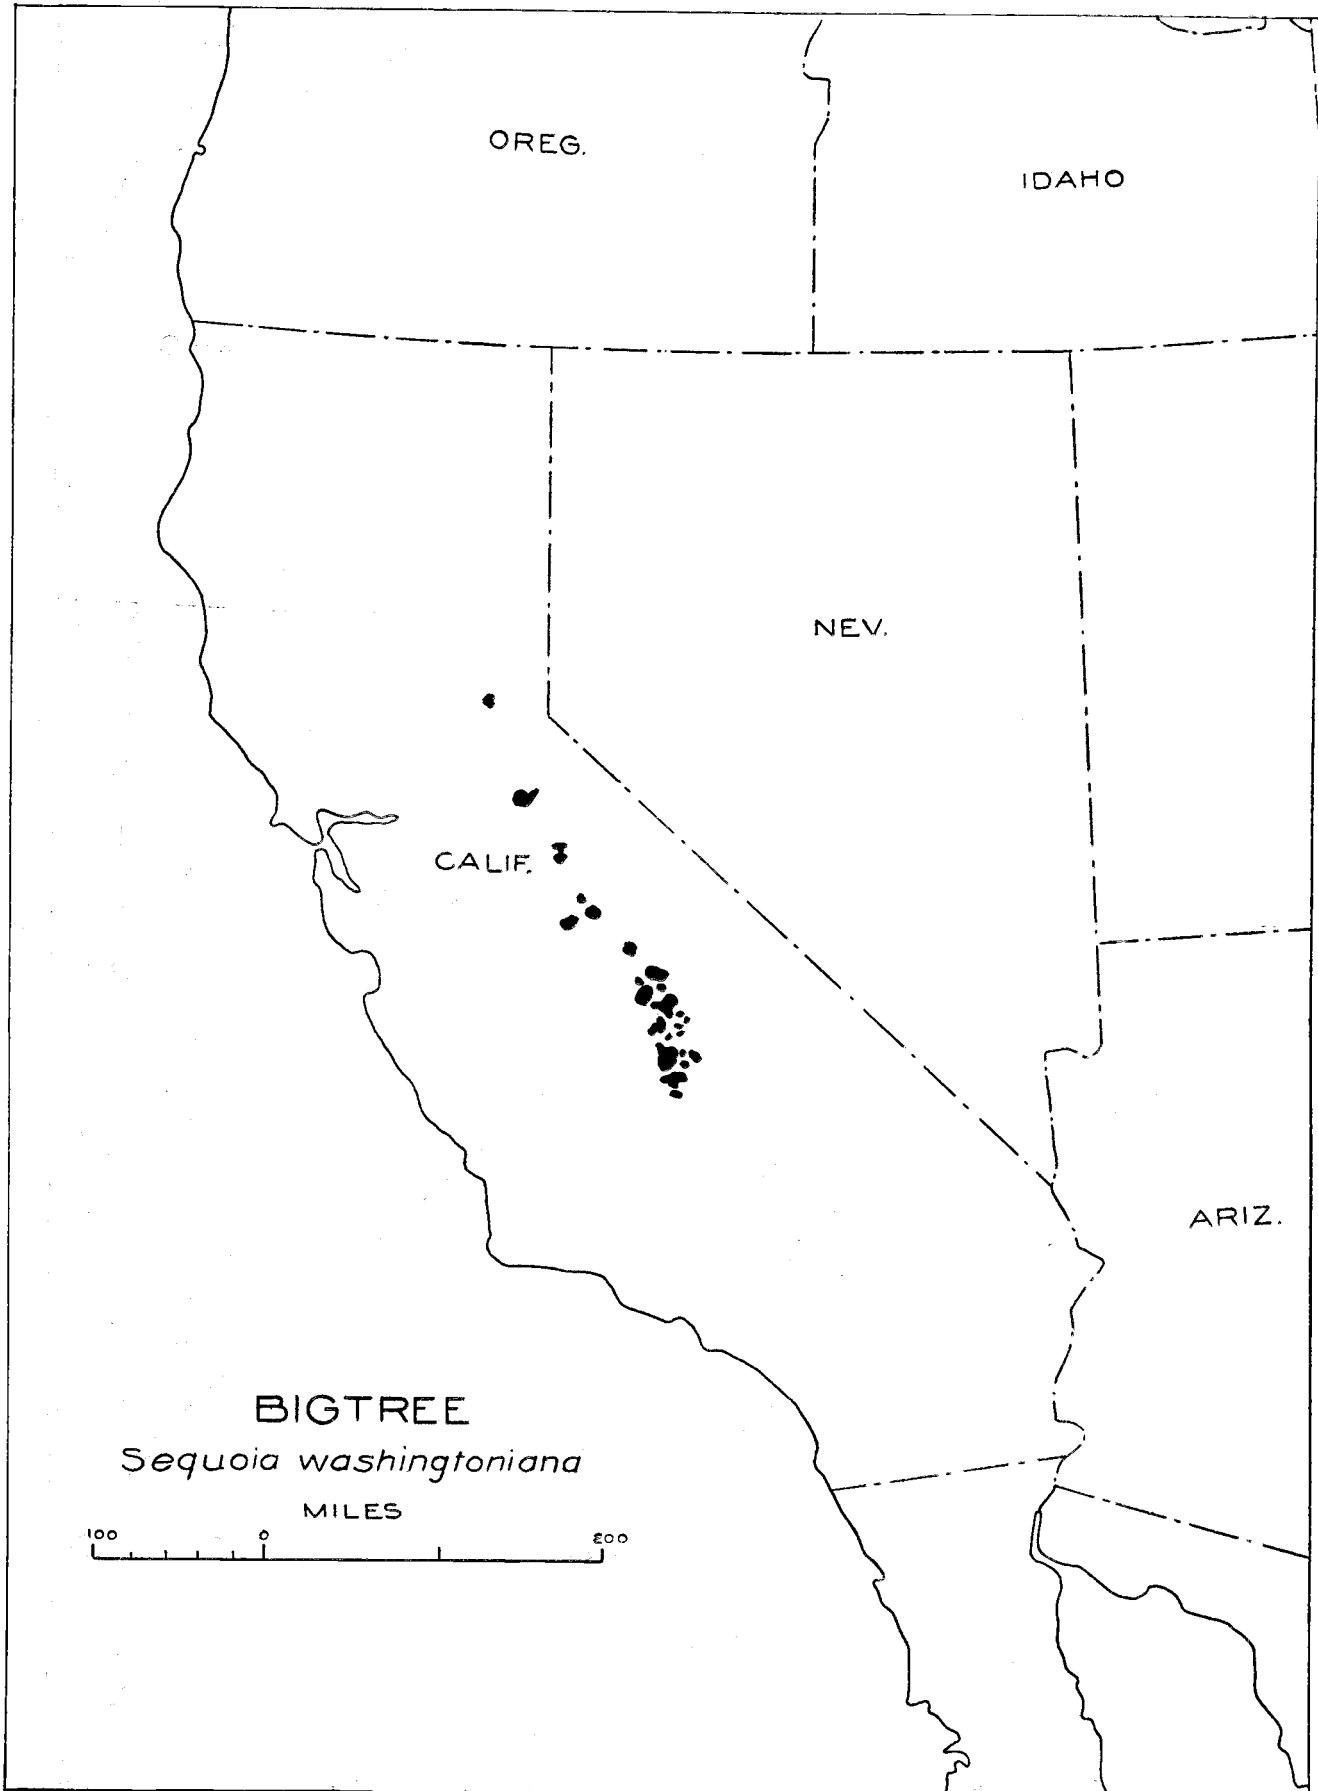 OREG.
IDAHO
NEV.
CALIF.
ARIZ.
BIGTREE
Sequoia washingtoniana
MILES
100 0 200